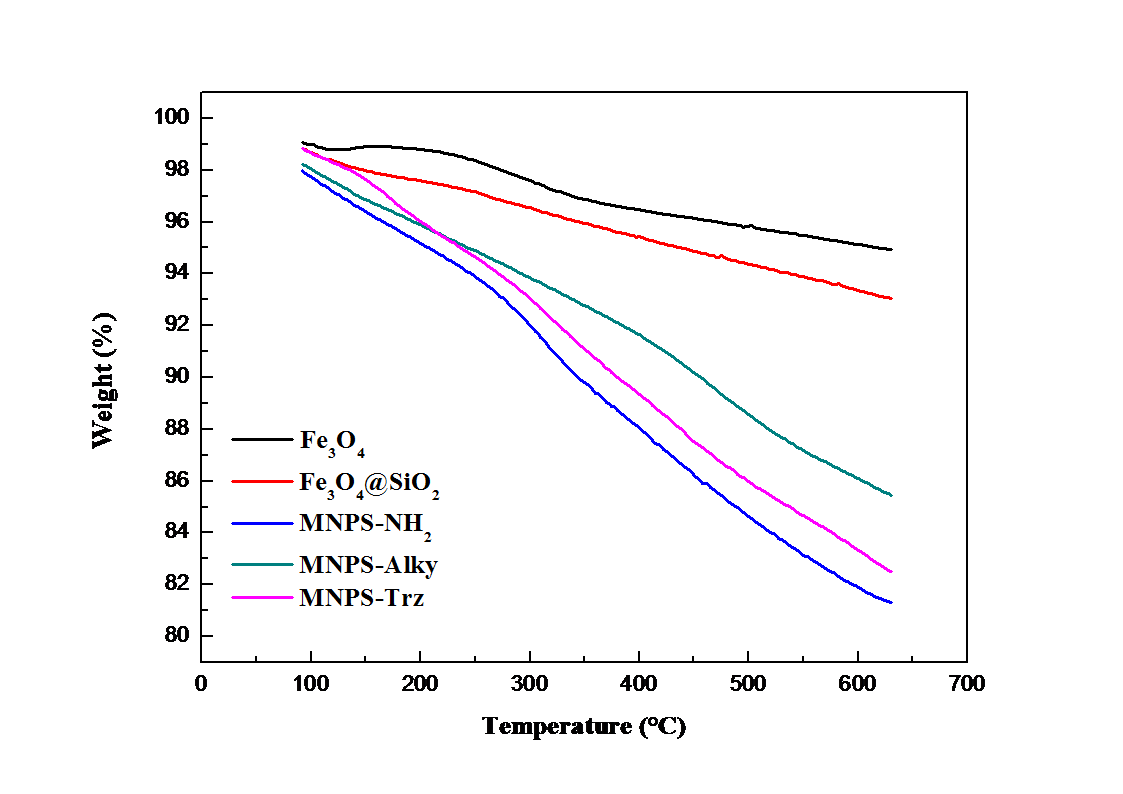 100
98
96
94
92
90
88
86
84
82
80
Weight (%)
Fe₃O₄
Fe₃O₄@SiO₂
MNPS-NH₂
MNPS-Alky
MNPS-Trz
0 100 200 300 400 500 600 700
Temperature (°C)